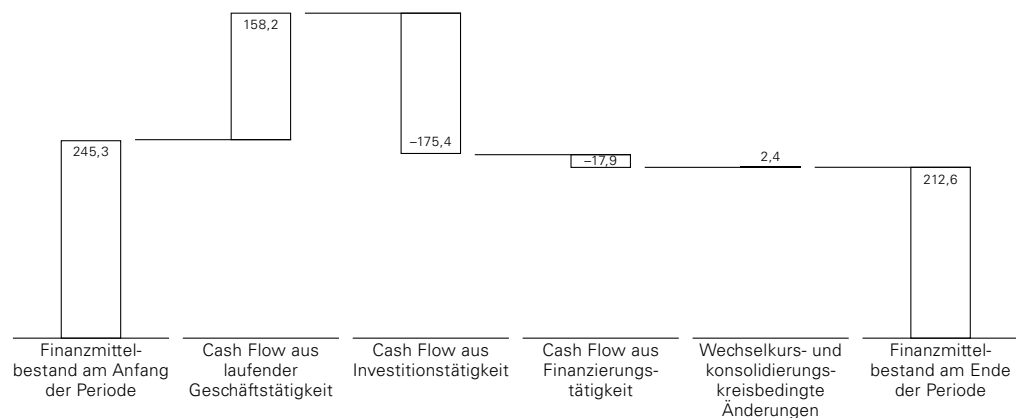 158,2
245,3
–175,4
–17,9
2,4
212,6
Finanzmittel-
bestand am Anfang
der Periode
Cash Flow aus
laufender
Geschäftstätigkeit
Cash Flow aus
Investitionstätigkeit
Cash Flow aus
Finanzierungs-
tätigkeit
Wechselkurs- und
konsolidierungs-
kreisbedingte
Änderungen
Finanzmittel-
bestand am Ende
der Periode